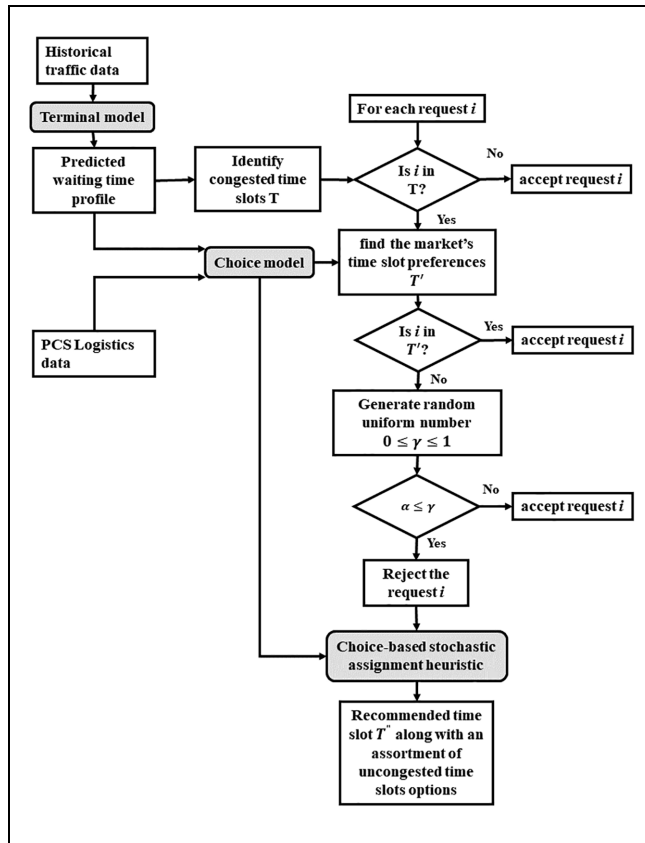 Historical
traffic data
Terminal model
Predicted
waiting time
profile
Identify
congested time
slots T
For each request i
Is i in
T?
No
accept request i
Yes
find the market's
time slot preferences
T′
Choice model
PCS Logistics
data
Is i in
T′?
Yes
accept request i
No
Generate random
uniform number
0 ≤ γ ≤ 1
α ≤ γ
No
accept request i
Yes
Reject the
request i
Choice-based stochastic
assignment heuristic
Recommended time
slot T" along with an
assortment of
uncongested time
slots options